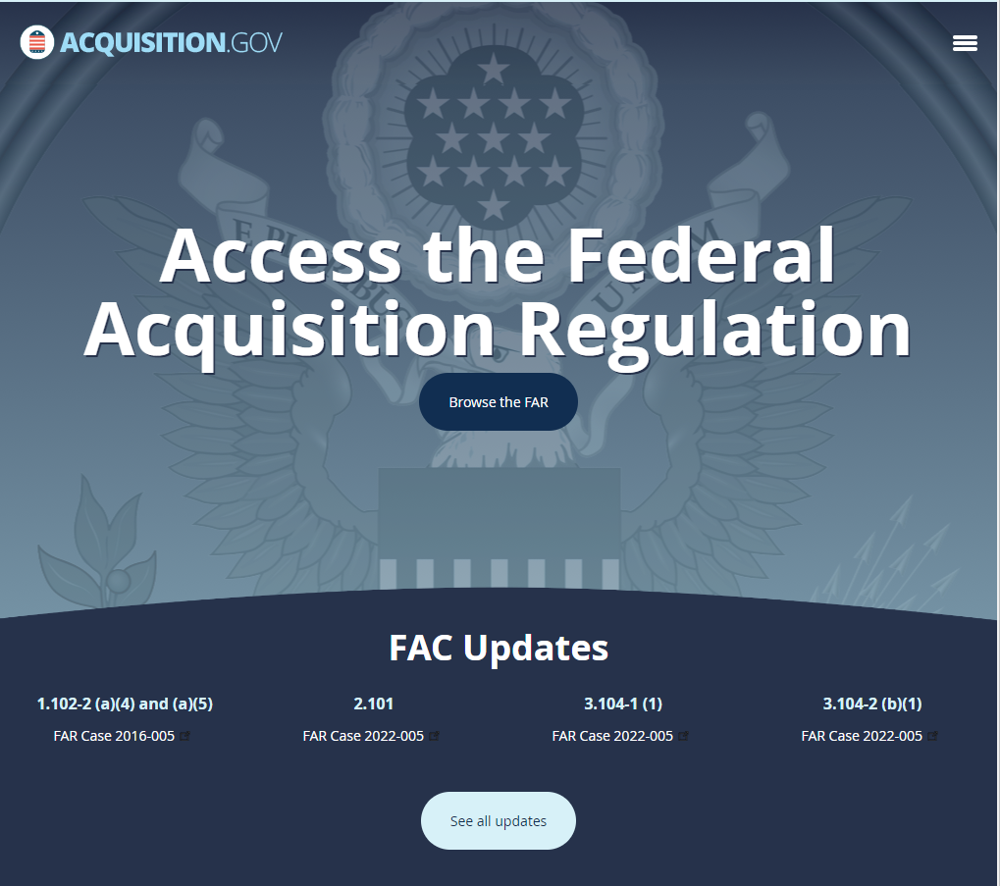 ACQUISITION.GOV
E PLURIBUS UNUM
Access the Federal
Acquisition Regulation
Browse the FAR
FAC Updates
1.102-2 (a)(4) and (a)(5)
2.101
3.104-1 (1)
3.104-2 (b)(1)
FAR Case 2016-005
FAR Case 2022-005
FAR Case 2022-005
FAR Case 2022-005
See all updates